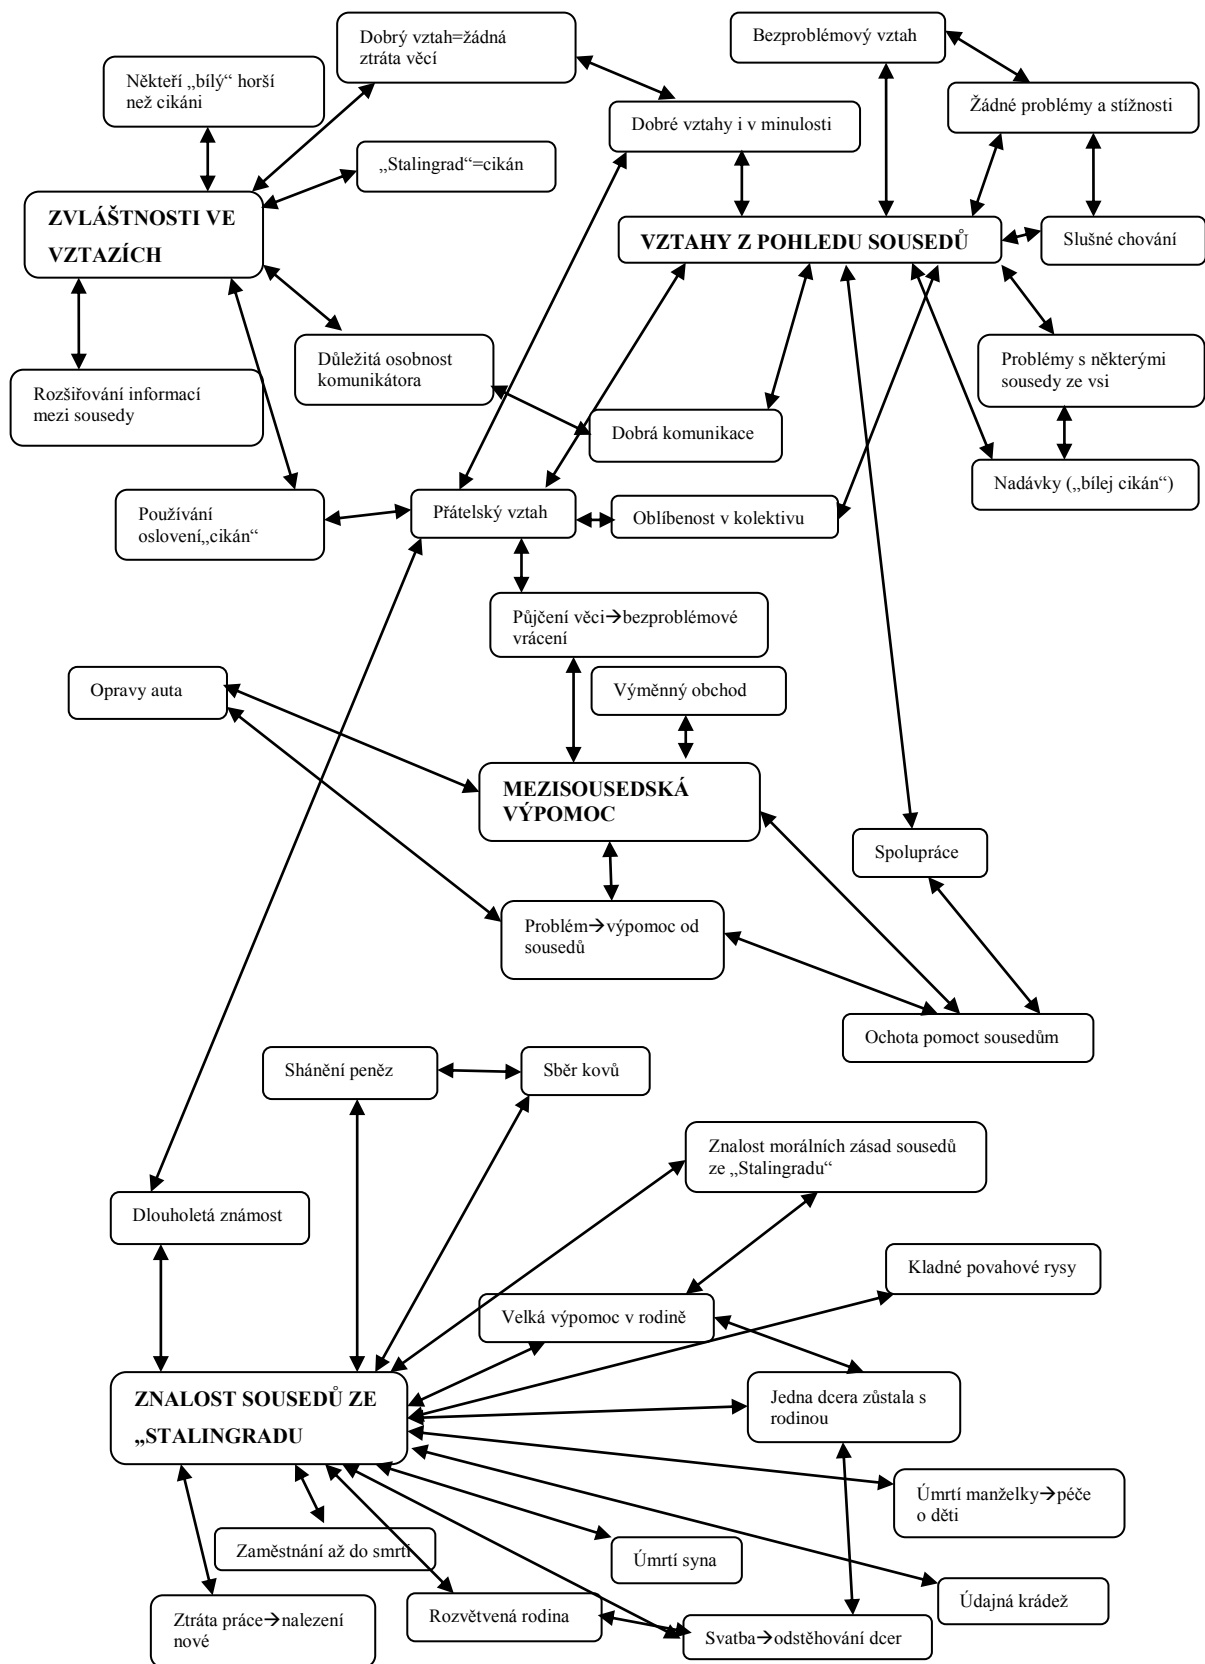 Dobrý vztah=žádná
ztráta věcí
Bezproblémový vztah
Někteří „bílý“ horší
než cikáni
Žádné problémy a stížnosti
Dobré vztahy i v minulosti
„Stalingrad“=cikán
ZVLÁŠTNOSTI VE
VZTAZÍCH
VZTAHY Z POHLEDU SOUSEDŮ
Slušné chování
Důležitá osobnost
komunikátora
Problémy s některými
sousedy ze vsi
Rozšiřování informací
mezi sousedy
Dobrá komunikace
Nadávky („bílej cikán“)
Používání
oslovení„cikán“
Přátelský vztah
Oblíbenost v kolektivu
Půjčení věci→bezproblémové
vrácení
Opravy auta
Výměnný obchod
MEZISOUSEDSKÁ
VÝPOMOC
Spolupráce
Problém→výpomoc od
sousedů
Ochota pomoct sousedům
Shánění peněz
Sběr kovů
Znalost morálních zásad sousedů
ze „Stalingradu“
Dlouholetá známost
Kladné povahové rysy
Velká výpomoc v rodině
ZNALOST SOUSEDŮ ZE
„STALINGRADU
Jedna dcera zůstala s
rodinou
Úmrtí manželky→péče
o děti
Zaměstnání až do smrti
Úmrtí syna
Údajná krádež
Ztráta práce→nalezení
nové
Rozvětvená rodina
Svatba→odstěhování dcer